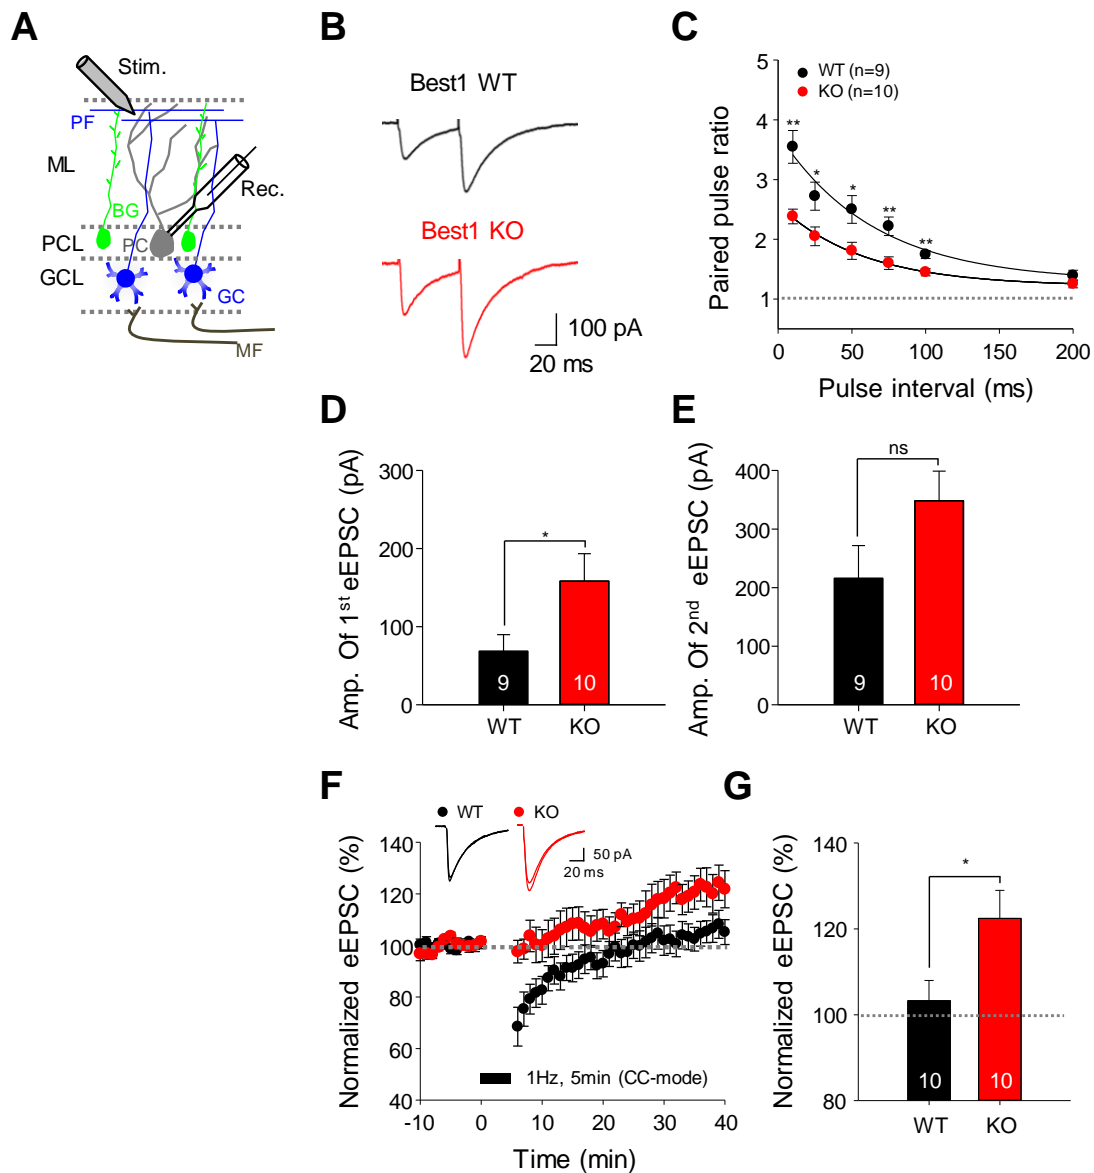 A
Stim.
PF
ML
Rec.
BG
PCL
PC
GCL
GC
MF
B
Best1 WT
Best1 KO
100 pA
20 ms
C
Paired pulse ratio
5
4
3
2
1
WT (n=9)
KO (n=10)
**
*
*
**
**
0
50
100
150
200
Pulse interval (ms)
D
Amp. Of 1st eEPSC (pA)
300
200
100
0
*
9
10
WT
KO
E
Amp. Of 2nd eEPSC (pA)
400
300
200
400
0
ns
9
10
WT
KO
F
Normalized eEPSC (%)
140
120
100
80
60
40
WT
KO
50 pA
20 ms
1Hz, 5min (CC-mode)
-10
0
10
20
30
40
Time (min)
G
Normalized eEPSC (%)
140
120
100
80
*
10
10
WT
KO